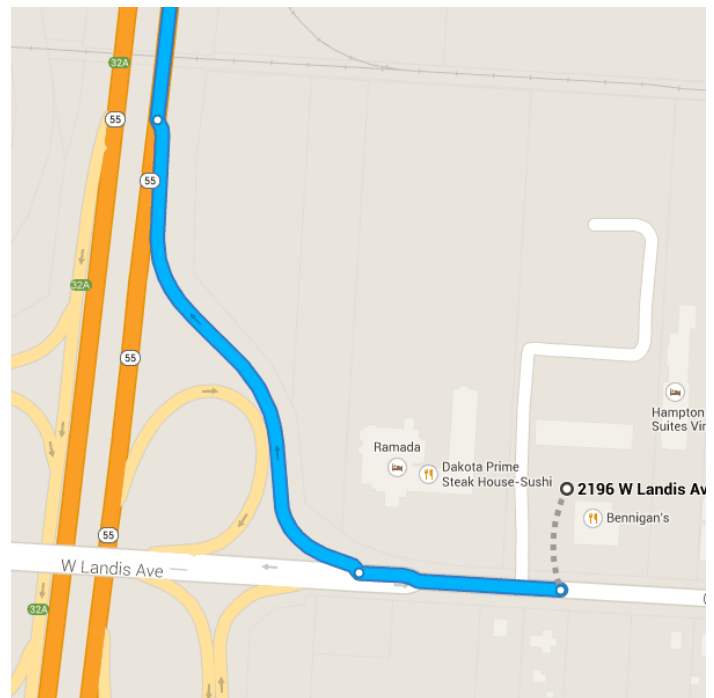 32A
55
55
32A
55
Hampton
Suites Vir
Ramada
Dakota Prime
Steak House-Sushi
2196 W Landis Av
Bennigan's
55
W Landis Ave
32A